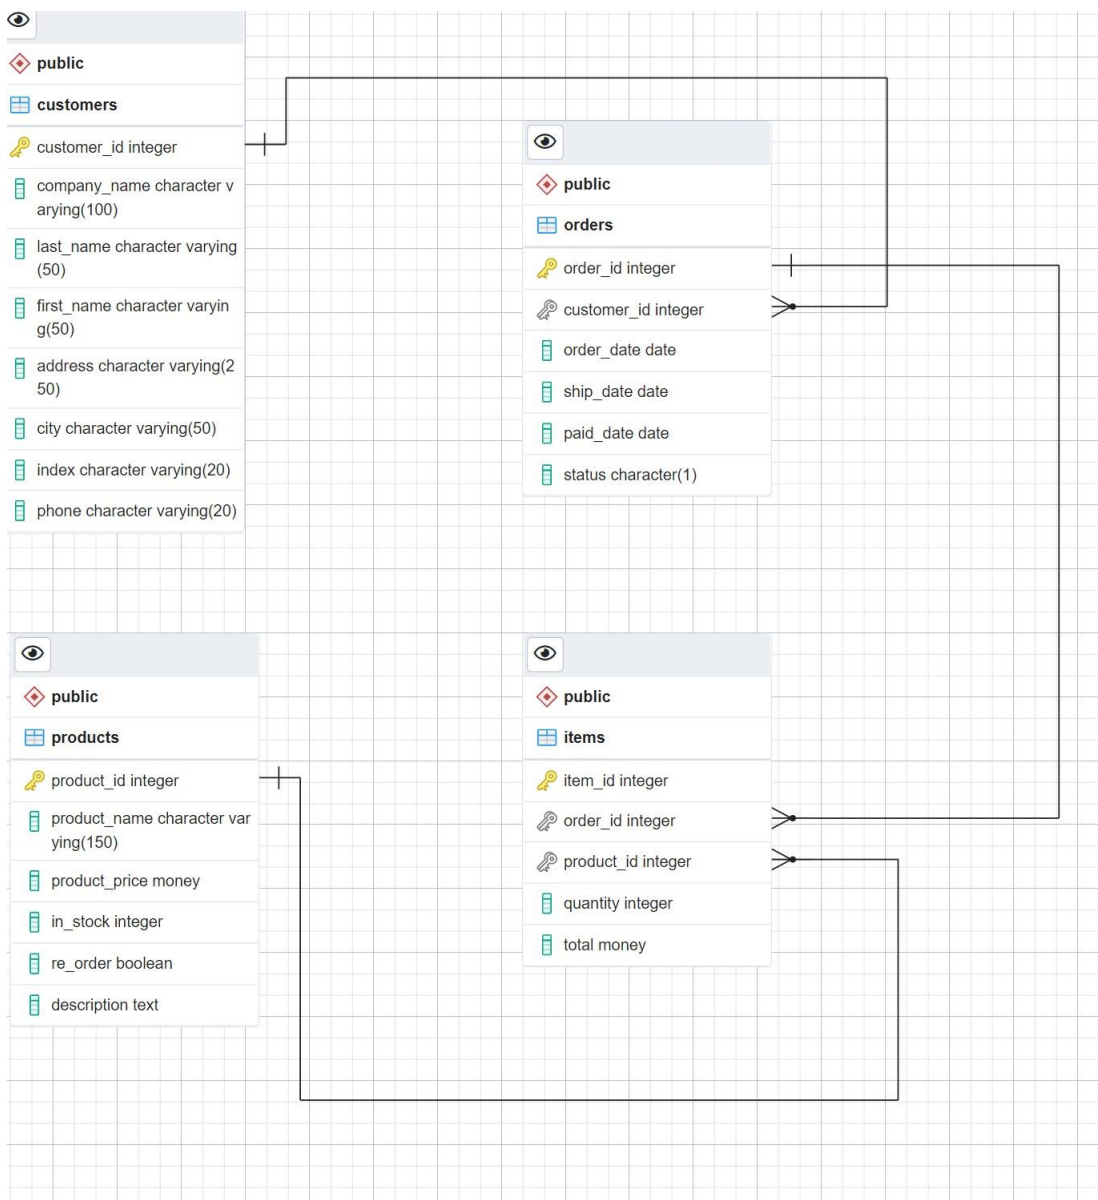 public
customers
customer_id integer
company_name character v
arying(100)
last_name character varying
(50)
first_name character varyin
g(50)
address character varying(2
50)
city character varying(50)
index character varying(20)
phone character varying(20)
public
orders
order_id integer
customer_id integer
order_date date
ship_date date
paid_date date
status character(1)
public
products
product_id integer
product_name character var
ying(150)
product_price money
in_stock integer
re_order boolean
description text
public
items
item_id integer
order_id integer
product_id integer
quantity integer
total money